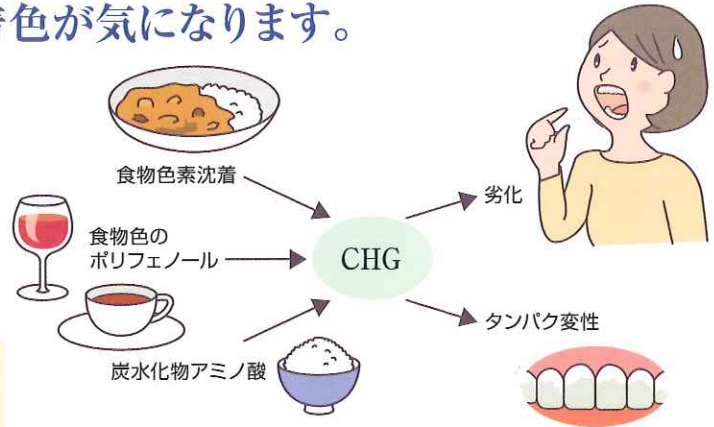 色が気になります。
食物色素沈着
食物色の
ポリフェノール
炭水化物アミノ酸
CHG
劣化
タンパク変性